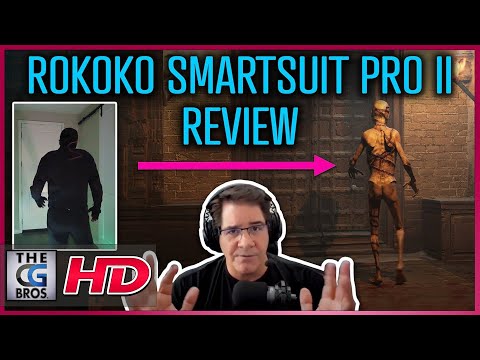 ROKOKO SMARTSUIT PRO II
REVIEW
THE
CG
BROS.
HD